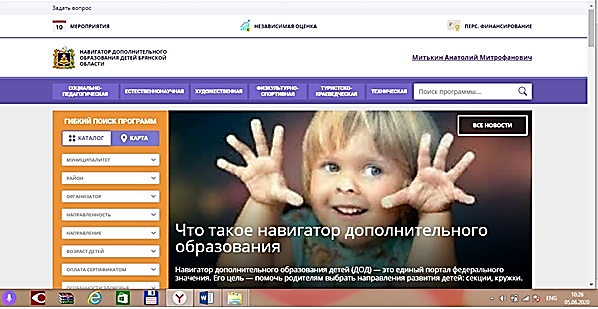 Задать вопрос
10 МЕРОПРИЯТИЯ
НЕЗАВИСИМАЯ ОЦЕНКА
ПЕРС. ФИНАНСИРОВАНИЕ
НАВИГАТОР ДОПОЛНИТЕЛЬНОГО
ОБРАЗОВАНИЯ ДЕТЕЙ БРЯНСКОЙ
ОБЛАСТИ
Митькин Анатолий Митрофанович
СОЦИАЛЬНО-
ПЕДАГОГИЧЕСКАЯ
ЕСТЕСТВЕННОНАУЧНАЯ
ХУДОЖЕСТВЕННАЯ
ФИЗКУЛЬТУРНО-
СПОРТИВНАЯ
ТУРИСТСКО-
КРАЕВЕДЧЕСКАЯ
ТЕХНИЧЕСКАЯ
Поиск программы...
ГИБКИЙ ПОИСК ПРОГРАММ
КАТАЛОГ
КАРТА
МУНИЦИПАЛИТЕТ
РАЙОН
ОРГАНИЗАТОР
НАПРАВЛЕННОСТЬ
НАПРАВЛЕНИЕ
ВОЗРАСТ ДЕТЕЙ
ОПЛАТА СЕРТИФИКАТОМ
ОСОБЕННОСТИ ЗДОРОВЬЯ
ВСЕ НОВОСТИ
Что такое навигатор дополнительного
образования
Навигатор дополнительного образования детей (ДОД) — это единый портал федерального
значения. Его цель — помочь родителям выбрать направления развития детей: секции, кружки.
ENG
10:26
05.06.2020